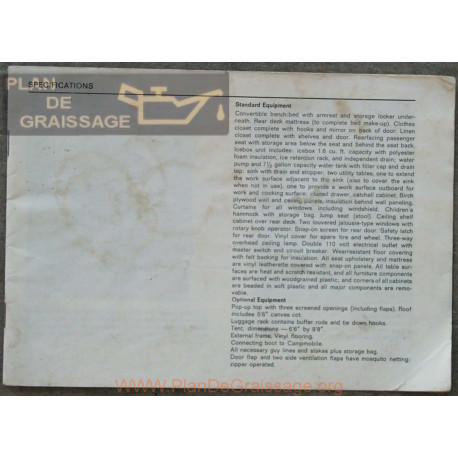 SPECIFICATIONS
PLAN
DE
GRAISSAGE
Standard Equipment
Convertible bench/bed with armrest and storage locker under-
neath. Rear deck mattress (to complete bed make-up). Clothes
closet complete with hooks and mirror on back of door. Linen
closet complete with shelves and door. Rearfacing passenger
seat with storage area below the seat and behind the seat back.
Icebox unit includes: icebox 1.6 cu. ft. capacity with polyester
foam insulation, ice retention rack, and independent drain; water
pump and 7½ gallon capacity water tank with filler cap and drain
tap; sink with drain and stopper; two utility tables, one to extend
the work surface adjacent to the sink (also to cover the sink
when not in use), one to provide a work surface outboard for
work and cooking surface; drawer, catchall cabinet. Birch
plywood wall and ceiling panels, insulation behind wall paneling.
Curtains for all windows including windshield. Children's
hammock with storage bag. Jump seat (stool). Ceiling shelf
cabinet over rear deck. Two louvered jalousie-type windows with
rotary knob operator. Snap-on screen for rear door. Safety latch
for rear door. Vinyl cover for spare tire and wheel. Three-way
overhead ceiling lamp. Double 110 volt electrical outlet with
master switch and circuit breaker. Wearresistant floor covering
with felt backing for insulation. All seat upholstery and mattress
are vinyl leatherette covered with snap-on panels. All table sur-
faces are heat and scratch resistant, and all furniture components
are surfaced with woodgrained plastic; and corners of all cabinets
are beaded in soft plastic and all major components are remo-
vable.
Optional Equipment
Pop-up top with three screened openings (including flaps). Roof
includes 5'8" canvas cot.
Luggage rack contains buffer rods and tie down hooks.
Tent, dimensions — 6'6" by 9'8"
External frame, Vinyl flooring.
Connecting boot to Campmobile.
All necessary guy lines and stakes plus storage bag.
Door flap and two side ventilation flaps have mosquito netting;
zipper operated.
www.PlanDeGraissage.org